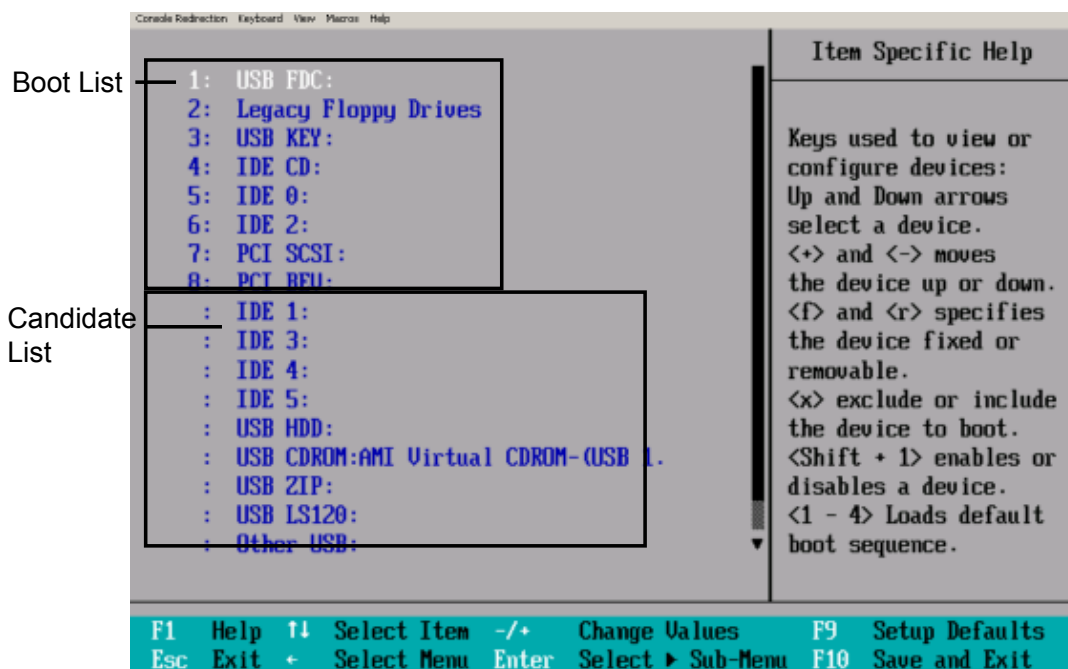 Console Redirection Keyboard View Macros Help
Boot List
1: USB FDC:
2: Legacy Floppy Drives
3: USB KEY:
4: IDE CD:
5: IDE 0:
6: IDE 2:
7: PCI SCSI:
8: PCI BEV:
Candidate
List
: IDE 1:
: IDE 3:
: IDE 4:
: IDE 5:
: USB HDD:
: USB CDROM:AMI Virtual CDROM-(USB 1.
: USB ZIP:
: USB LS120:
: Other USB:
Item Specific Help
Keys used to view or
configure devices:
Up and Down arrows
select a device.
<+> and <-> moves
the device up or down.
<f> and <r> specifies
the device fixed or
removable.
<x> exclude or include
the device to boot.
<Shift + 1> enables or
disables a device.
<1 - 4> Loads default
boot sequence.
F1 Help ↑↓ Select Item -/+ Change Values F9 Setup Defaults
Esc Exit ← Select Menu Enter Select ▶ Sub-Menu F10 Save and Exit